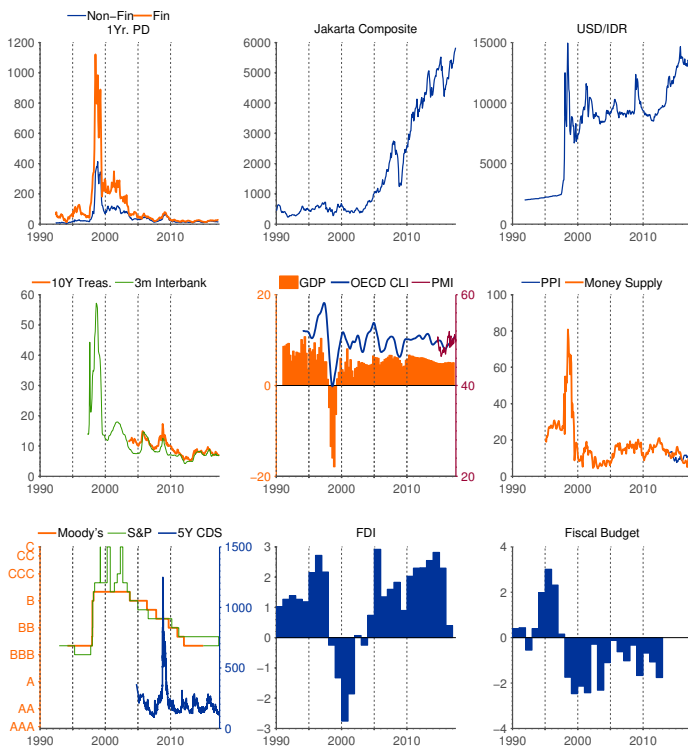 Non−Fin Fin
1Yr. PD
Jakarta Composite
USD/IDR
1200
1000
800
600
400
200
0
1990 2000 2010
6000
5000
4000
3000
2000
1000
0
1990 2000 2010
15000
10000
5000
0
1990 2000 2010
10Y Treas. 3m Interbank
GDP OECD CLI PMI
PPI Money Supply
60
50
40
30
20
10
0
1990 2000 2010
20
0
−20
60
40
20
1990 2000 2010
100
80
60
40
20
0
1990 2000 2010
Moody's S&P 5Y CDS
FDI
Fiscal Budget
C
CC
CCC
B
BB
BBB
A
AA
AAA
1500
1000
500
0
1990 2000 2010
3
2
1
0
−1
−2
−3
1990 2000 2010
4
2
0
−2
−4
1990 2000 2010